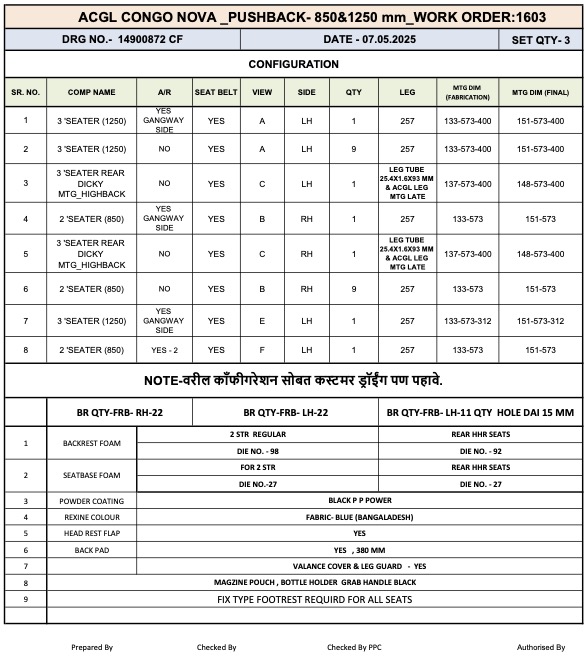 ACGL CONGO NOVA _PUSHBACK- 850&1250 mm_WORK ORDER:1603
DRG NO.- 14900872 CF DATE - 07.05.2025 SET QTY- 3
CONFIGURATION
SR. NO. COMP NAME A/R SEAT BELT VIEW SIDE QTY LEG MTG DIM (FABRICATION) MTG DIM (FINAL)
1 3 'SEATER (1250) YES GANGWAY SIDE YES A LH 1 257 133-573-400 151-573-400
2 3 'SEATER (1250) NO YES A LH 9 257 133-573-400 151-573-400
3 3 'SEATER REAR DICKY MTG_HIGHBACK NO YES C LH 1 LEG TUBE 25.4X1.6X93 MM & ACGL LEG MTG LATE 137-573-400 148-573-400
4 2 'SEATER (850) YES GANGWAY SIDE YES B RH 1 257 133-573 151-573
5 3 'SEATER REAR DICKY MTG_HIGHBACK NO YES C RH 1 LEG TUBE 25.4X1.6X93 MM & ACGL LEG MTG LATE 137-573-400 148-573-400
6 2 'SEATER (850) NO YES B RH 9 257 133-573 151-573
7 3 'SEATER (1250) YES GANGWAY SIDE YES E LH 1 257 133-573-312 151-573-312
8 2 'SEATER (850) YES - 2 YES F LH 1 257 133-573 151-573
NOTE-वरील कॉंफीगरेशन सोबत कस्टमर ड्रॉईंग पण पहावे.
BR QTY-FRB- RH-22 BR QTY-FRB- LH-22 BR QTY-FRB- LH-11 QTY HOLE DAI 15 MM
1 BACKREST FOAM 2 STR REGULAR REAR HHR SEATS
DIE NO. - 98 DIE NO. - 92
2 SEATBASE FOAM FOR 2 STR REAR HHR SEATS
DIE NO.-27 DIE NO. - 27
3 POWDER COATING BLACK P P POWER
4 REXINE COLOUR FABRIC- BLUE (BANGALADESH)
5 HEAD REST FLAP YES
6 BACK PAD YES , 380 MM
7 VALANCE COVER & LEG GUARD - YES
8 MAGZINE POUCH , BOTTLE HOLDER GRAB HANDLE BLACK
9 FIX TYPE FOOTREST REQUIRD FOR ALL SEATS
Prepared By Checked By Checked By PPC Authorised By